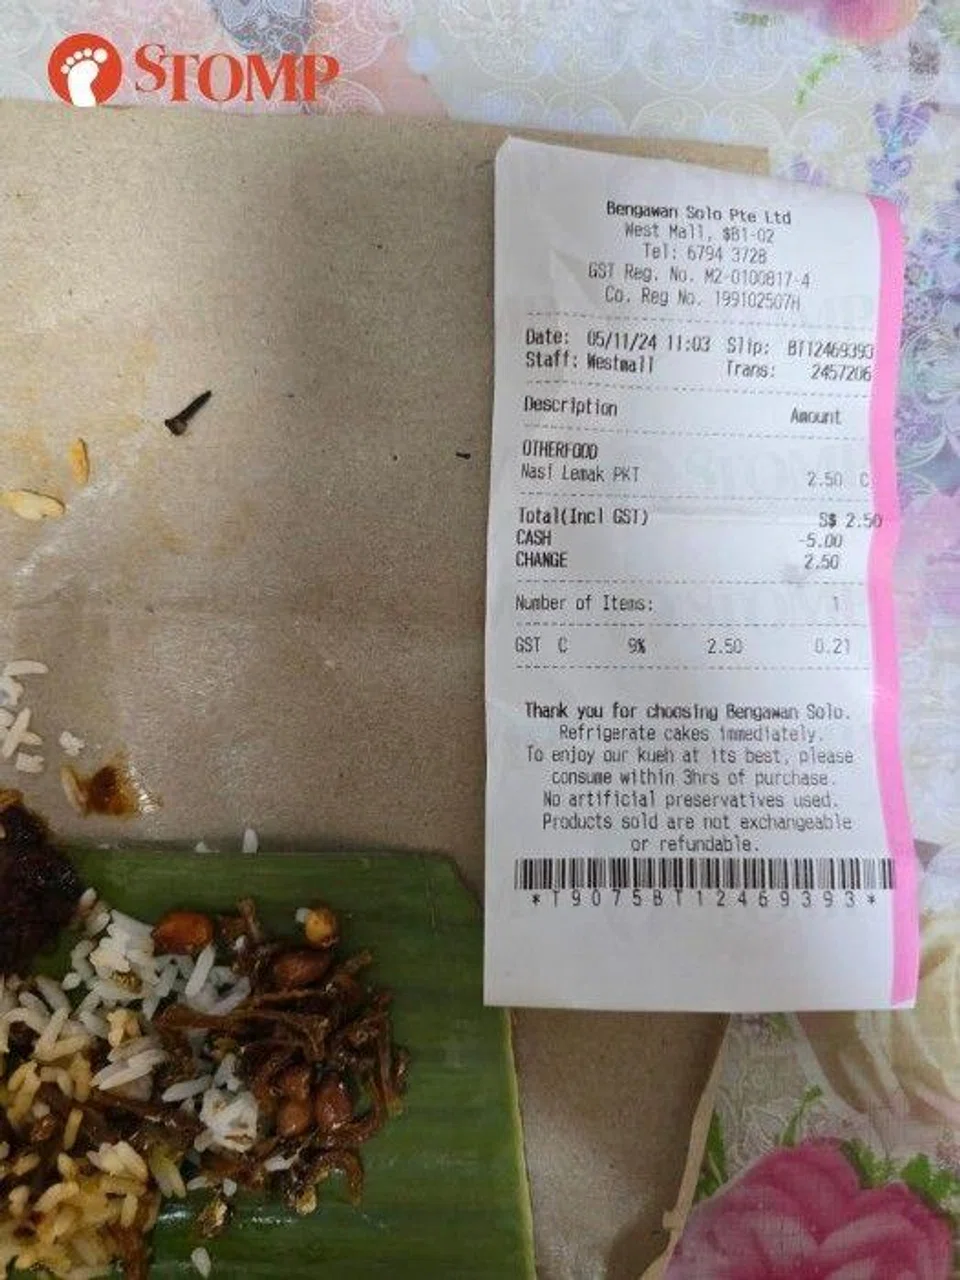 STOMP
Bengawan Solo Pte Ltd
West Mall, $B1-02
Tel: 6794 3728
GST Reg. No. M2-0100817-4
Co. Reg No. 199102507H
Date: 05/11/24 11:03 Slip: BT12469393
Staff: Westmall Trans: 2457206
Description Amount
OTHERFOOD
Nasi Lemak PKT 2.50 C
Total(Incl GST) S$ 2.50
CASH -5.00
CHANGE 2.50
Number of Items: 1
GST C 9% 2.50 0.21
Thank you for choosing Bengawan Solo.
Refrigerate cakes immediately.
To enjoy our kueh at its best, please
consume within 3hrs of purchase.
No artificial preservatives used.
Products sold are not exchangeable
or refundable.
*T9075BT12469393*